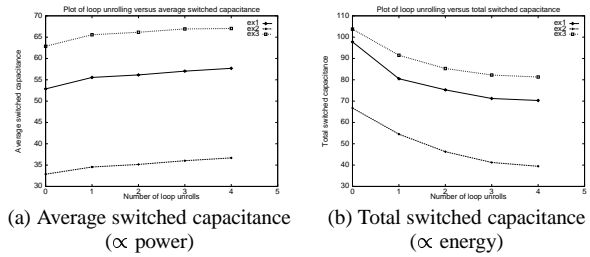 Plot of loop unrolling versus average switched capacitance
70
65
60
55
50
45
40
35
30
0
1
2
3
4
5
Average switched capacitance
Number of loop unrolls
ex1
ex2
ex3
(a) Average switched capacitance
(∝ power)
Plot of loop unrolling versus total switched capacitance
110
100
90
80
70
60
50
40
30
0
1
2
3
4
5
Total switched capacitance
Number of loop unrolls
ex1
ex2
ex3
(b) Total switched capacitance
(∝ energy)